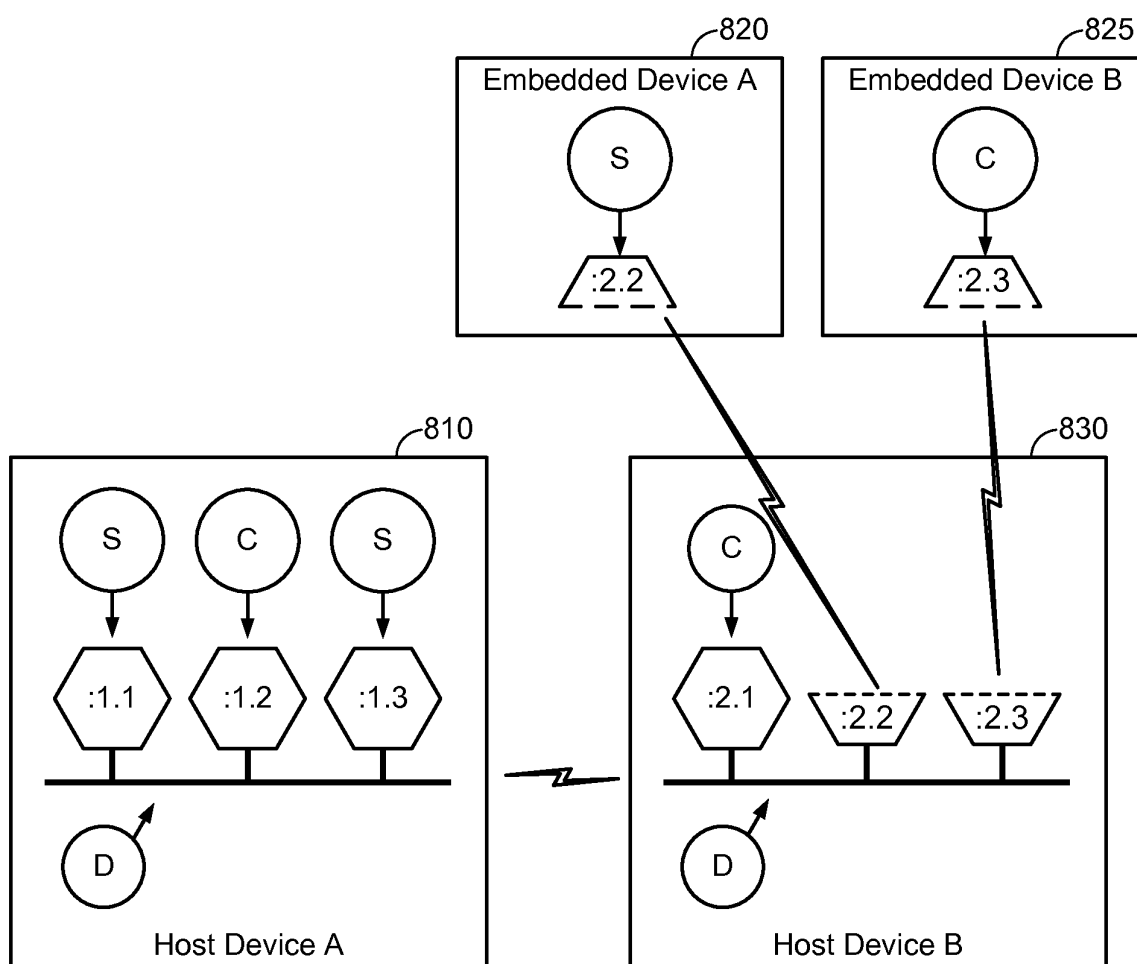 820
825
Embedded Device A
Embedded Device B
S
C
:2.2
:2.3
810
830
S
C
S
C
:1.1
:1.2
:1.3
:2.1
:2.2
:2.3
D
D
Host Device A
Host Device B